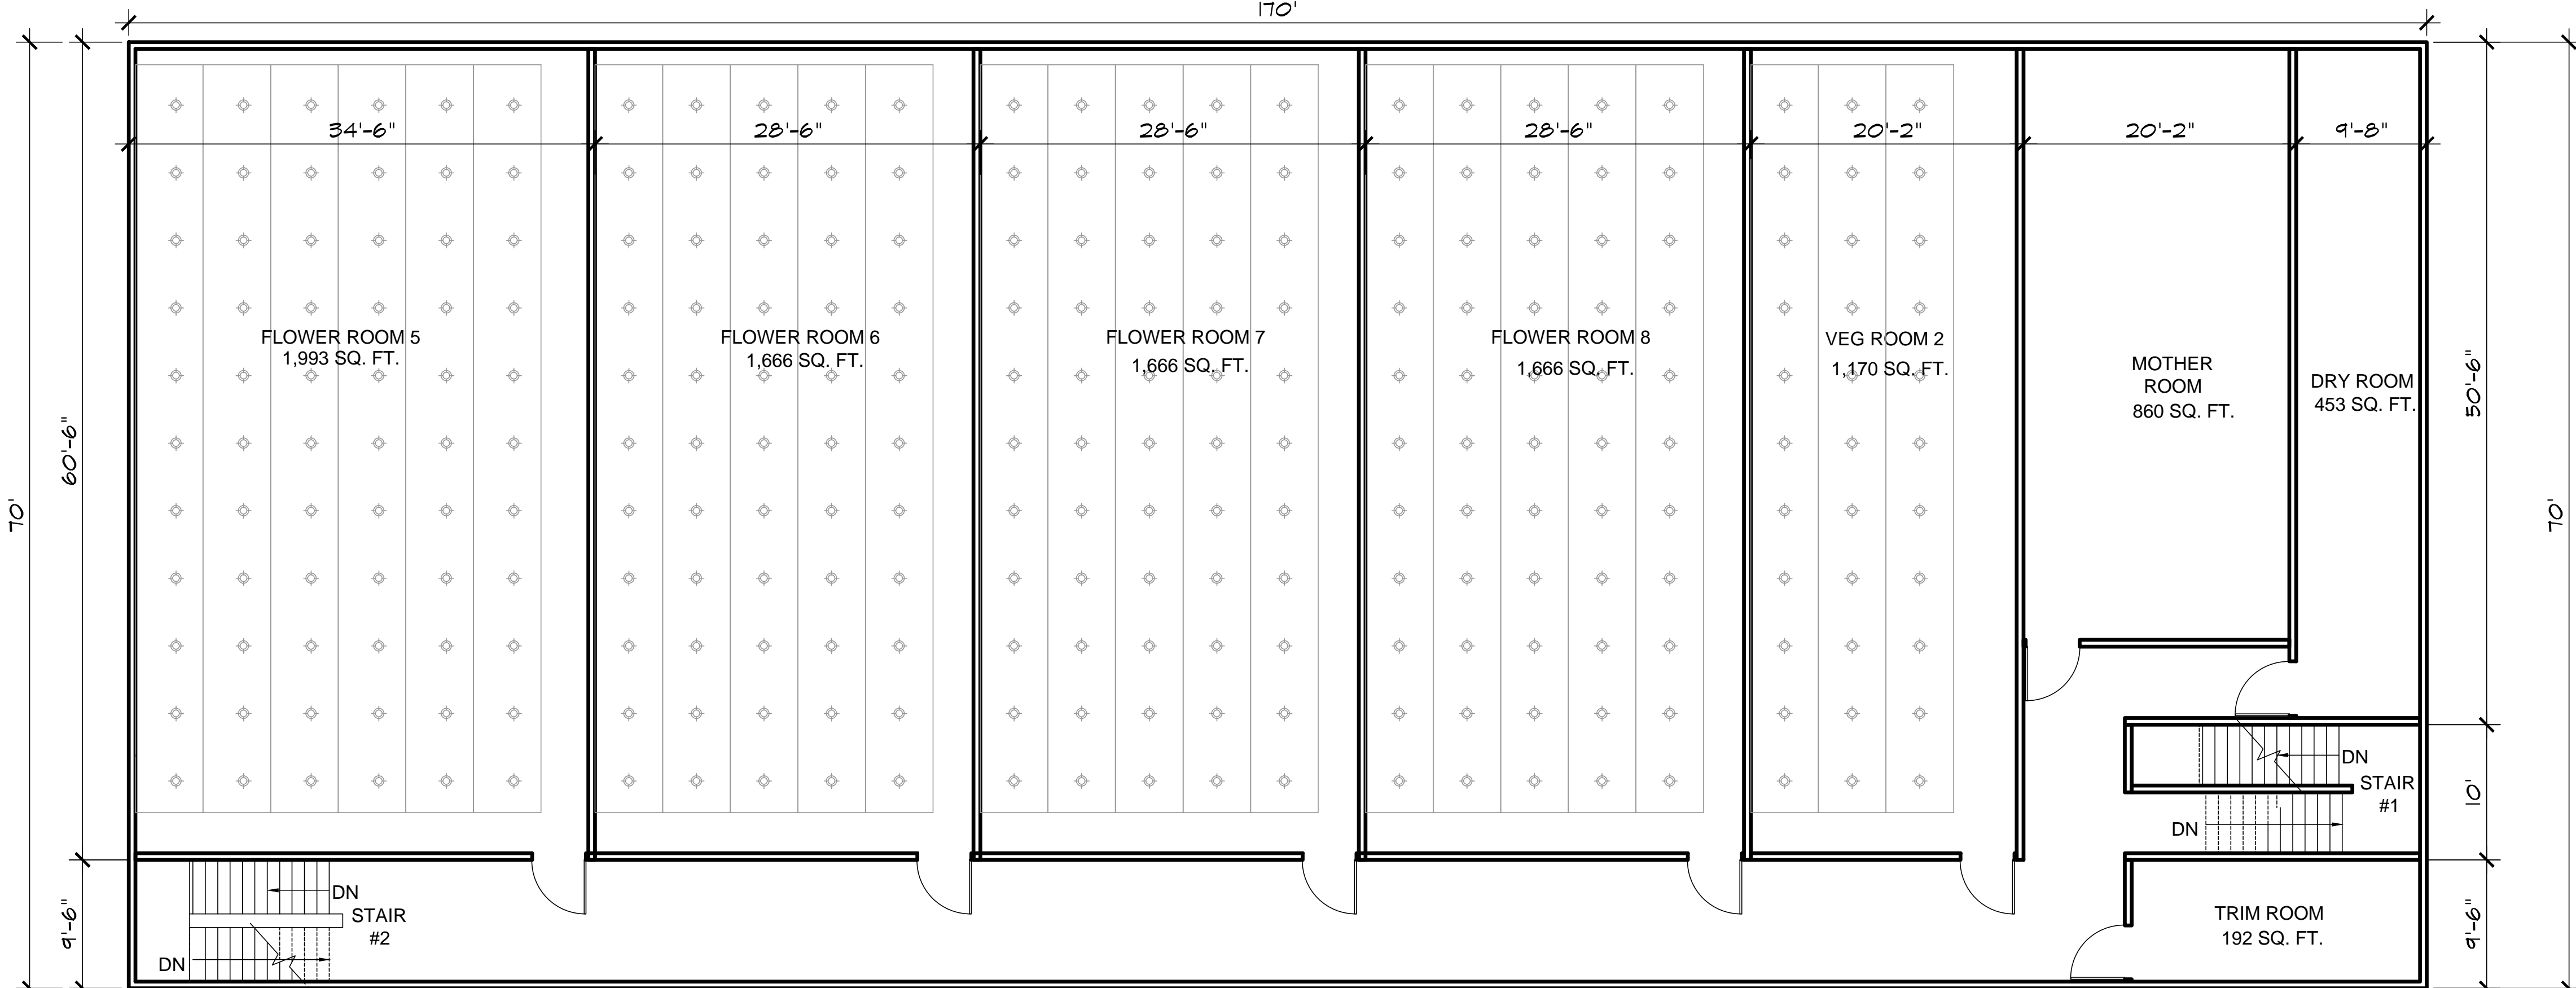 170'
34'-6"
28'-6"
28'-6"
28'-6"
20'-2"
20'-2"
9'-8"
FLOWER ROOM 5
1,993 SQ. FT.
FLOWER ROOM 6
1,666 SQ. FT.
FLOWER ROOM 7
1,666 SQ. FT.
FLOWER ROOM 8
1,666 SQ. FT.
VEG ROOM 2
1,170 SQ. FT.
MOTHER
ROOM
860 SQ. FT.
DRY ROOM
453 SQ. FT.
60'-6"
70'
50'-6"
70'
DN
STAIR
#1
DN
10'
DN
STAIR
#2
DN
9'-6"
TRIM ROOM
192 SQ. FT.
9'-6"